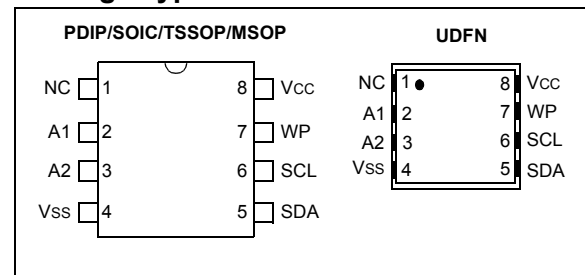 PDIP/SOIC/TSSOP/MSOP
NC 1 8 VCC
A1 2 7 WP
A2 3 6 SCL
VSS 4 5 SDA
UDFN
NC 1 8 VCC
A1 2 7 WP
A2 3 6 SCL
VSS 4 5 SDA